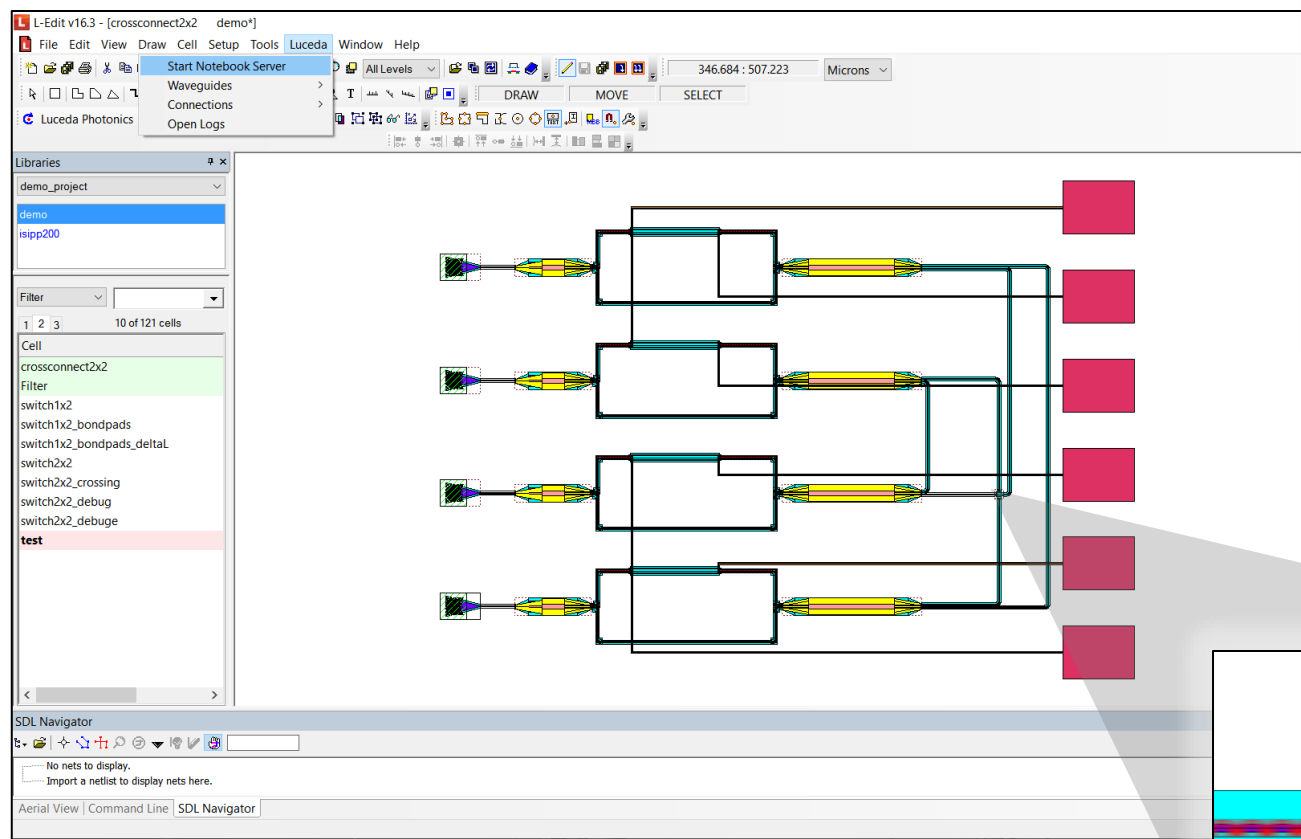 L-Edit v16.3 - [crossconnect2x2 demo*]
File Edit View Draw Cell Setup Tools Luceda Window Help
Start Notebook Server
All Levels
346.684 : 507.223
Microns
Waveguides
DRAW MOVE SELECT
Connections
Luceda Photonics
Open Logs
Libraries
demo_project
demo
isipp200
Filter
1 2 3 10 of 121 cells
Cell
crossconnect2x2
Filter
switch1x2
switch1x2_bondpads
switch1x2_bondpads_deltaL
switch2x2
switch2x2_crossing
switch2x2_debug
switch2x2_debuge
test
SDL Navigator
No nets to display.
Import a netlist to display nets here.
Aerial View Command Line SDL Navigator